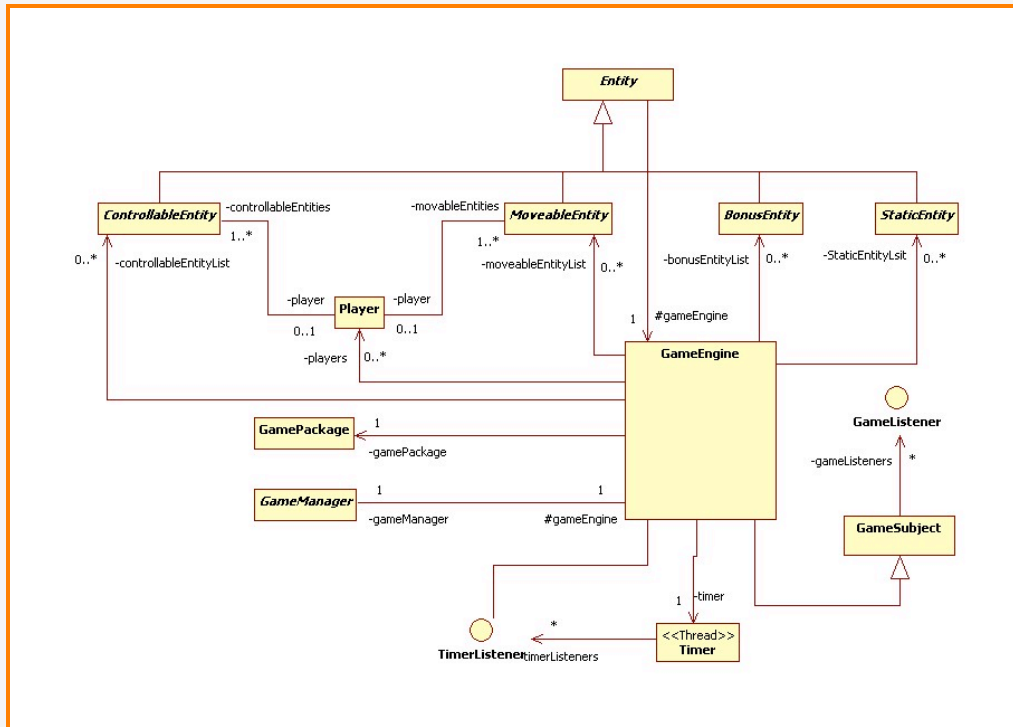 Entity
ControllableEntity
-controllableEntities
-movableEntities
MoveableEntity
BonusEntity
StaticEntity
1..*
1..*
0..*
-controllableEntityList
-moveableEntityList
0..*
-bonusEntityList
0..*
-StaticEntityLsit
0..*
-player
Player
-player
0..1
0..1
1
#gameEngine
-players
0..*
GameEngine
GamePackage
1
-gamePackage
GameListener
-gameListeners
*
GameManager
1
1
-gameManager
#gameEngine
GameSubject
1
-timer
*
<<Thread>>
Timer
TimerListener
-timerListeners